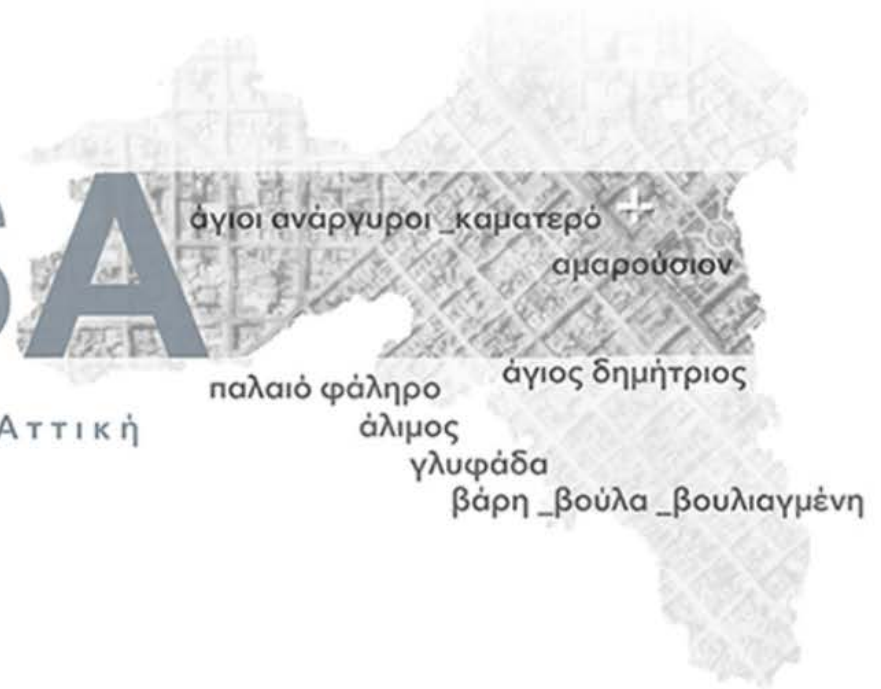 SA
άγιοι ανάργυροι _καματερό
αμαρούσιον
άγιος δημήτριος
παλαιό φάληρο
Αττική
άλιμος
γλυφάδα
βάρη _βούλα _βουλιαγμένη